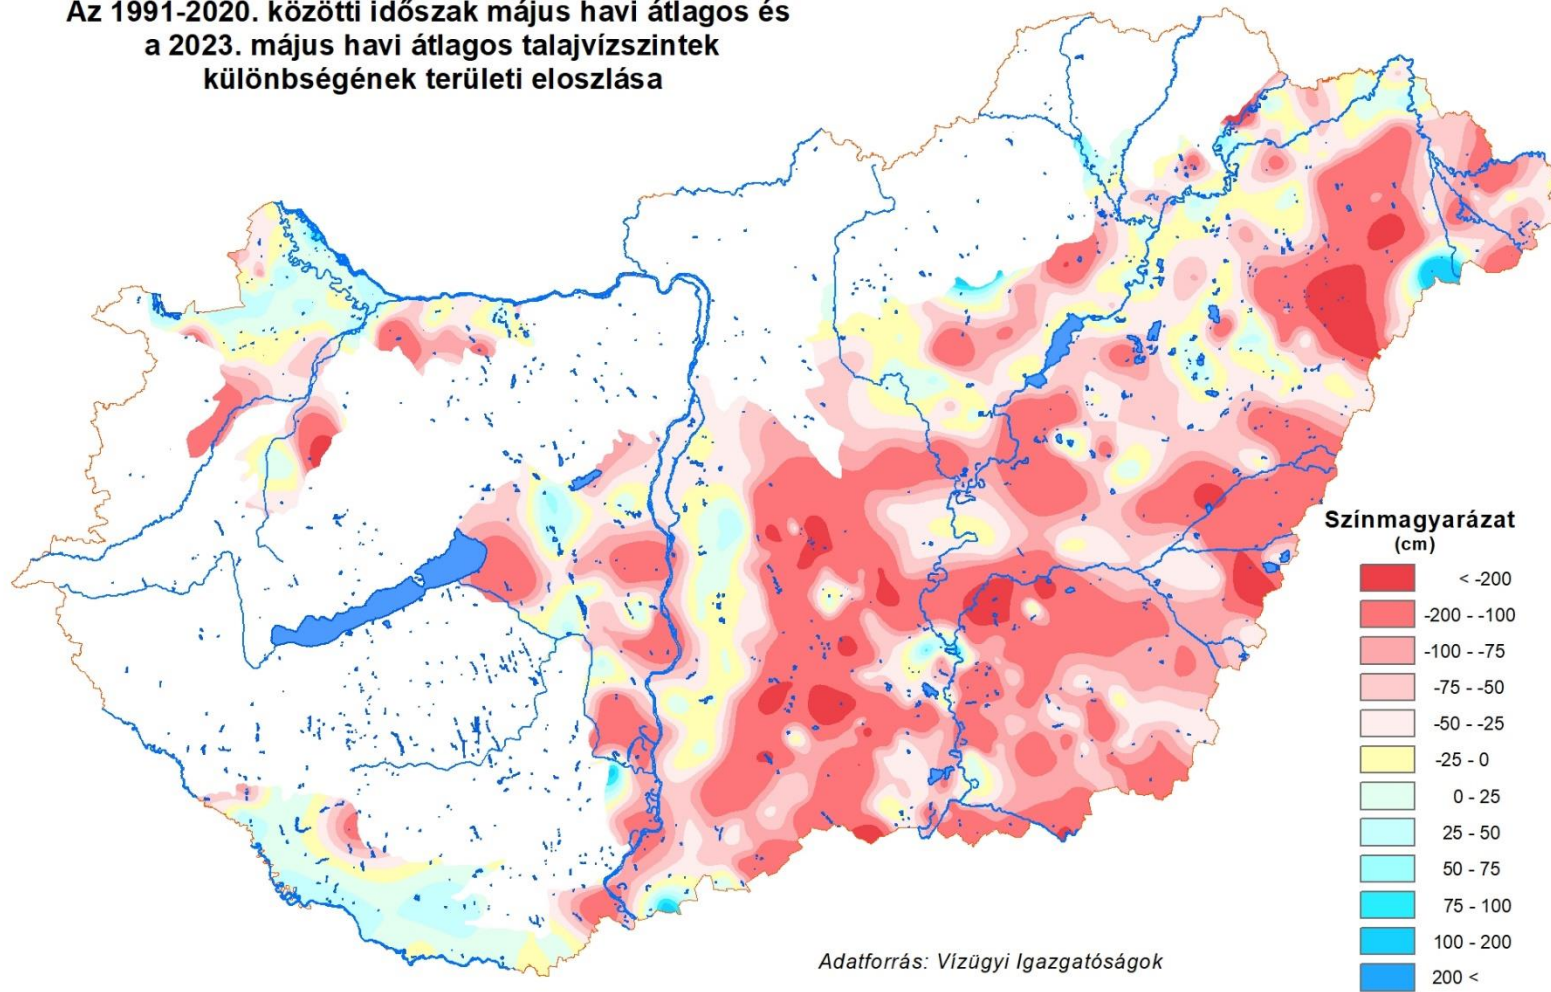 Az 1991-2020. közötti időszak május havi átlagos és
a 2023. május havi átlagos talajvízszintek
különbségének területi eloszlása
Színmagyarázat
(cm)
< -200
-200 - -100
-100 - -75
-75 - -50
-50 - -25
-25 - 0
0 - 25
25 - 50
50 - 75
75 - 100
100 - 200
200 <
Adatforrás: Vízügyi Igazgatóságok